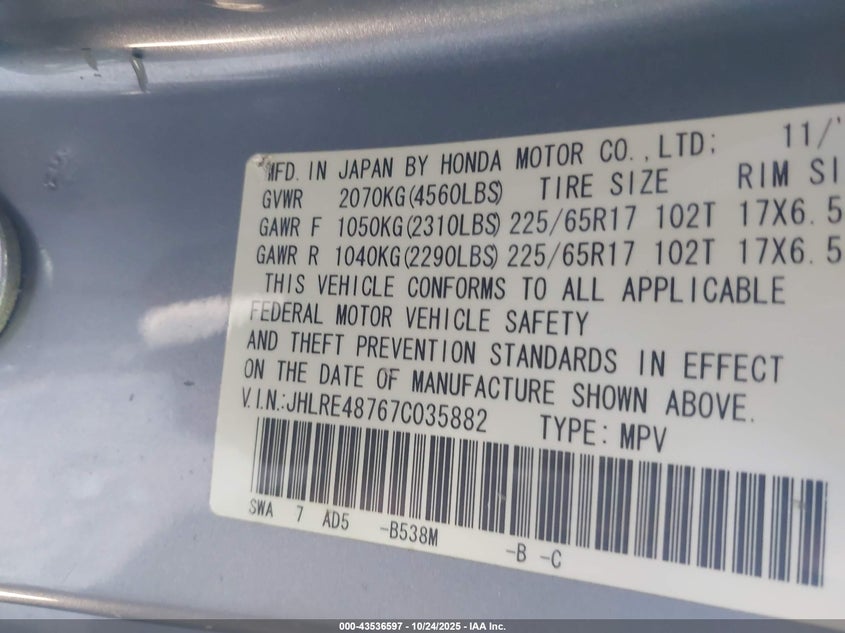 MFD. IN JAPAN BY HONDA MOTOR CO.,LTD: 11/'
GVWR 2070KG(4560LBS) TIRE SIZE RIM SI
GAWR F 1050KG(2310LBS) 225/65R17 102T 17X6.5
GAWR R 1040KG(2290LBS) 225/65R17 102T 17X6.5
THIS VEHICLE CONFORMS TO ALL APPLICABLE
FEDERAL MOTOR VEHICLE SAFETY
AND THEFT PREVENTION STANDARDS IN EFFECT
ON THE DATE OF MANUFACTURE SHOWN ABOVE.
V.I.N.:JHLRE48767C035882 TYPE: MPV
SWA 7 AD5 -B538M -B -C
000-43536597 - 10/24/2025 - IAA Inc.